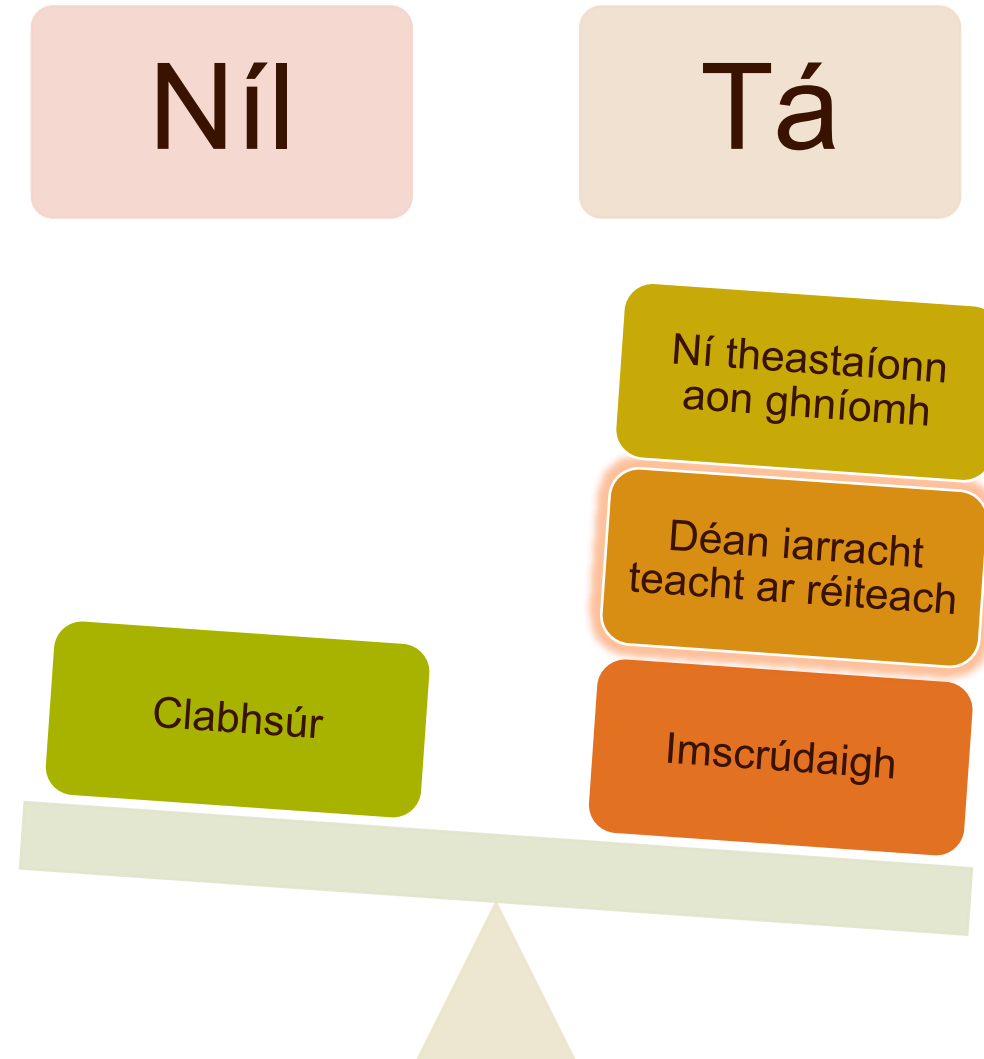 Níl
Tá
Ní theastaíonn
aon ghníomh
Déan iarracht
teacht ar réiteach
Clabhsúr
Imscrúdaigh